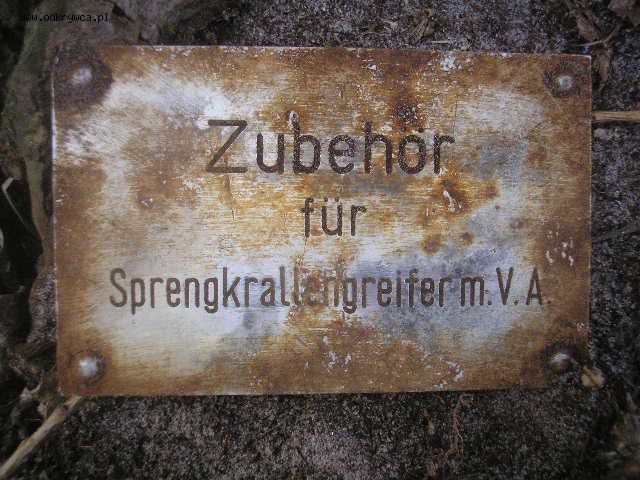 www.odkrywca.pl
Zubehör
für
Sprengkrallengreifer m. V. A.